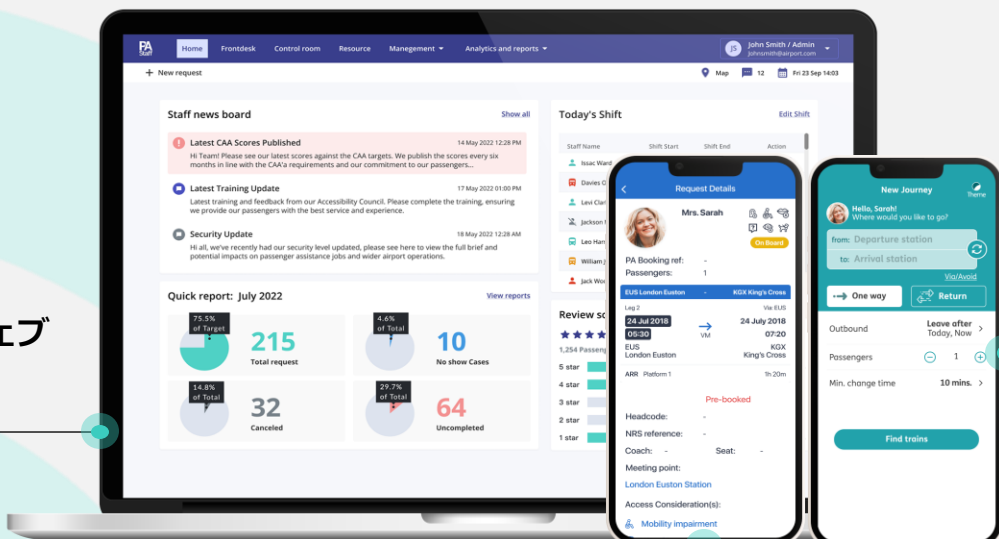 ェブ
PA
Staff
Home Frontdesk Control room Resource Manegement Analytics and reports
JS
John Smith / Admin
Johnsmith@airport.com
+ New request
Map 12 Fri 23 Sep 14:03
Staff news board
Show all
Latest CAA Scores Published
14 May 2022 12:28 PM
Hi Team! Please see our latest scores against the CAA targets. We publish the scores every six
months in line with the CAA'a requirements and our commitment to our passengers...
Latest Training Update
17 May 2022 01:00 PM
Latest training and feedback from our Accessibility Council. Please complete the training, ensuring
we provide our passengers with the best service and experience.
Security Update
18 May 2022 12:28 AM
Hi all, we've recently had our security level updated, please see here to view the full brief and
potential impacts on passenger assistance jobs and wider airport operations.
Quick report: July 2022
View reports
75.5%
of Target
215
Total request
4.6%
of Total
10
No show Cases
14.8%
of Total
32
Canceled
29.7%
of Total
64
Uncompleted
Today's Shift
Edit Shift
Staff Name Shift Start Shift End Action
Issac Ward
Davies
Levi Clar
Jackson
Leo Han
William J
Jack Woo
Review sc
1,254 Passeng
5 star
4 star
3 star
2 star
1 star
Request Details
Mrs. Sarah
On Board
PA Booking ref: -
Passengers: 1
EUS London Euston - KGX King's Cross
Leg 2 Via: EUS
24 Jul 2018 24 July 2018
05:30 VM 07:20
EUS KGX
London Euston King's Cross
ARR Platform 1 1h 20m
Pre-booked
Headcode: -
NRS reference: -
Coach: - Seat: -
Meeting point:
London Euston Station
Access Consideration(s):
Mobility impairment
New Journey
Theme
Hello, Sarah!
Where would you like to go?
from: Departure station
to: Arrival station
Via/Avoid
One way Return
Outbound Leave after
Today, Now
Passengers 1
Min. change time 10 mins.
Find trains